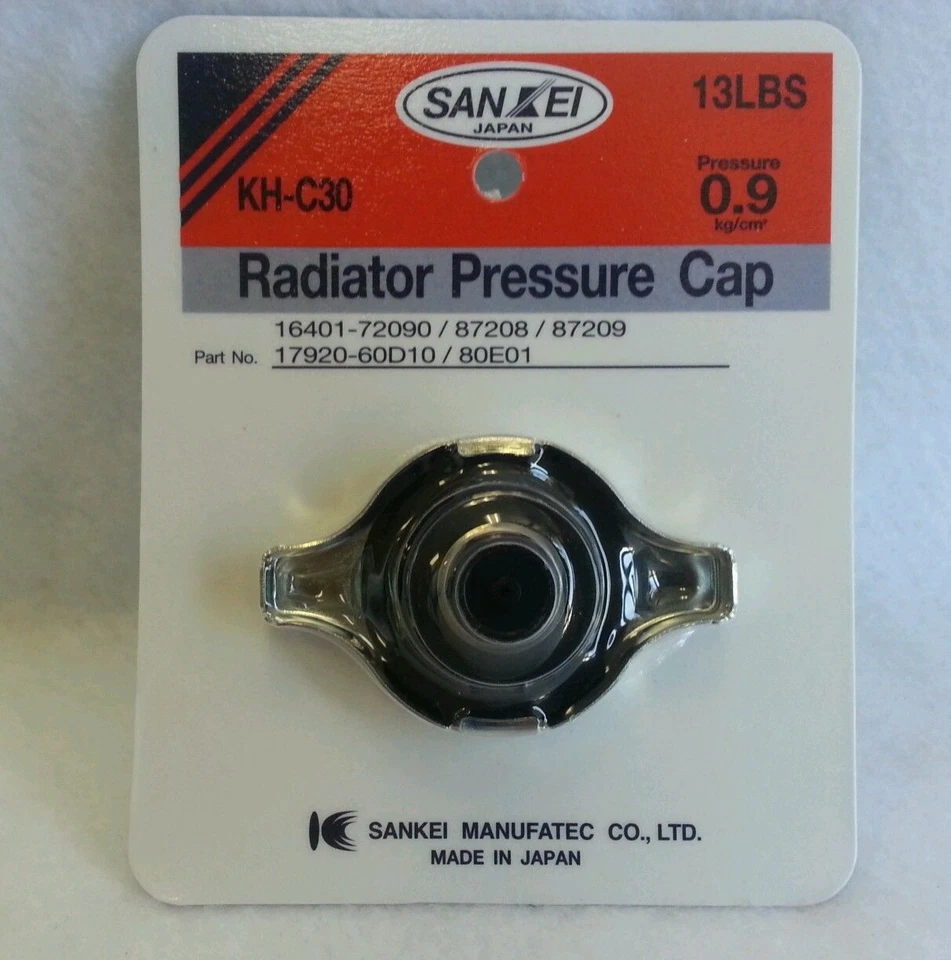 SANKEI
JAPAN
13LBS
KH-C30
Pressure
0.9
kg/cm²
Radiator Pressure Cap
16401-72090 / 87208 / 87209
Part No. 17920-60D10 / 80E01
SANKEI MANUFATEC CO., LTD.
MADE IN JAPAN